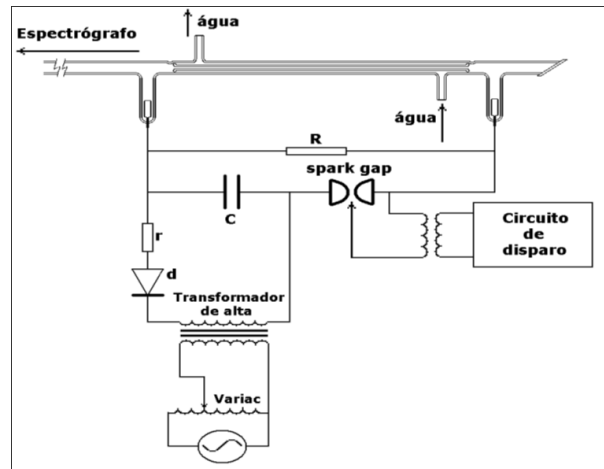 água
Espectrógrafo
água
R
spark gap
C
r
d
Circuito
de
disparo
Transformador
de alta
Variac